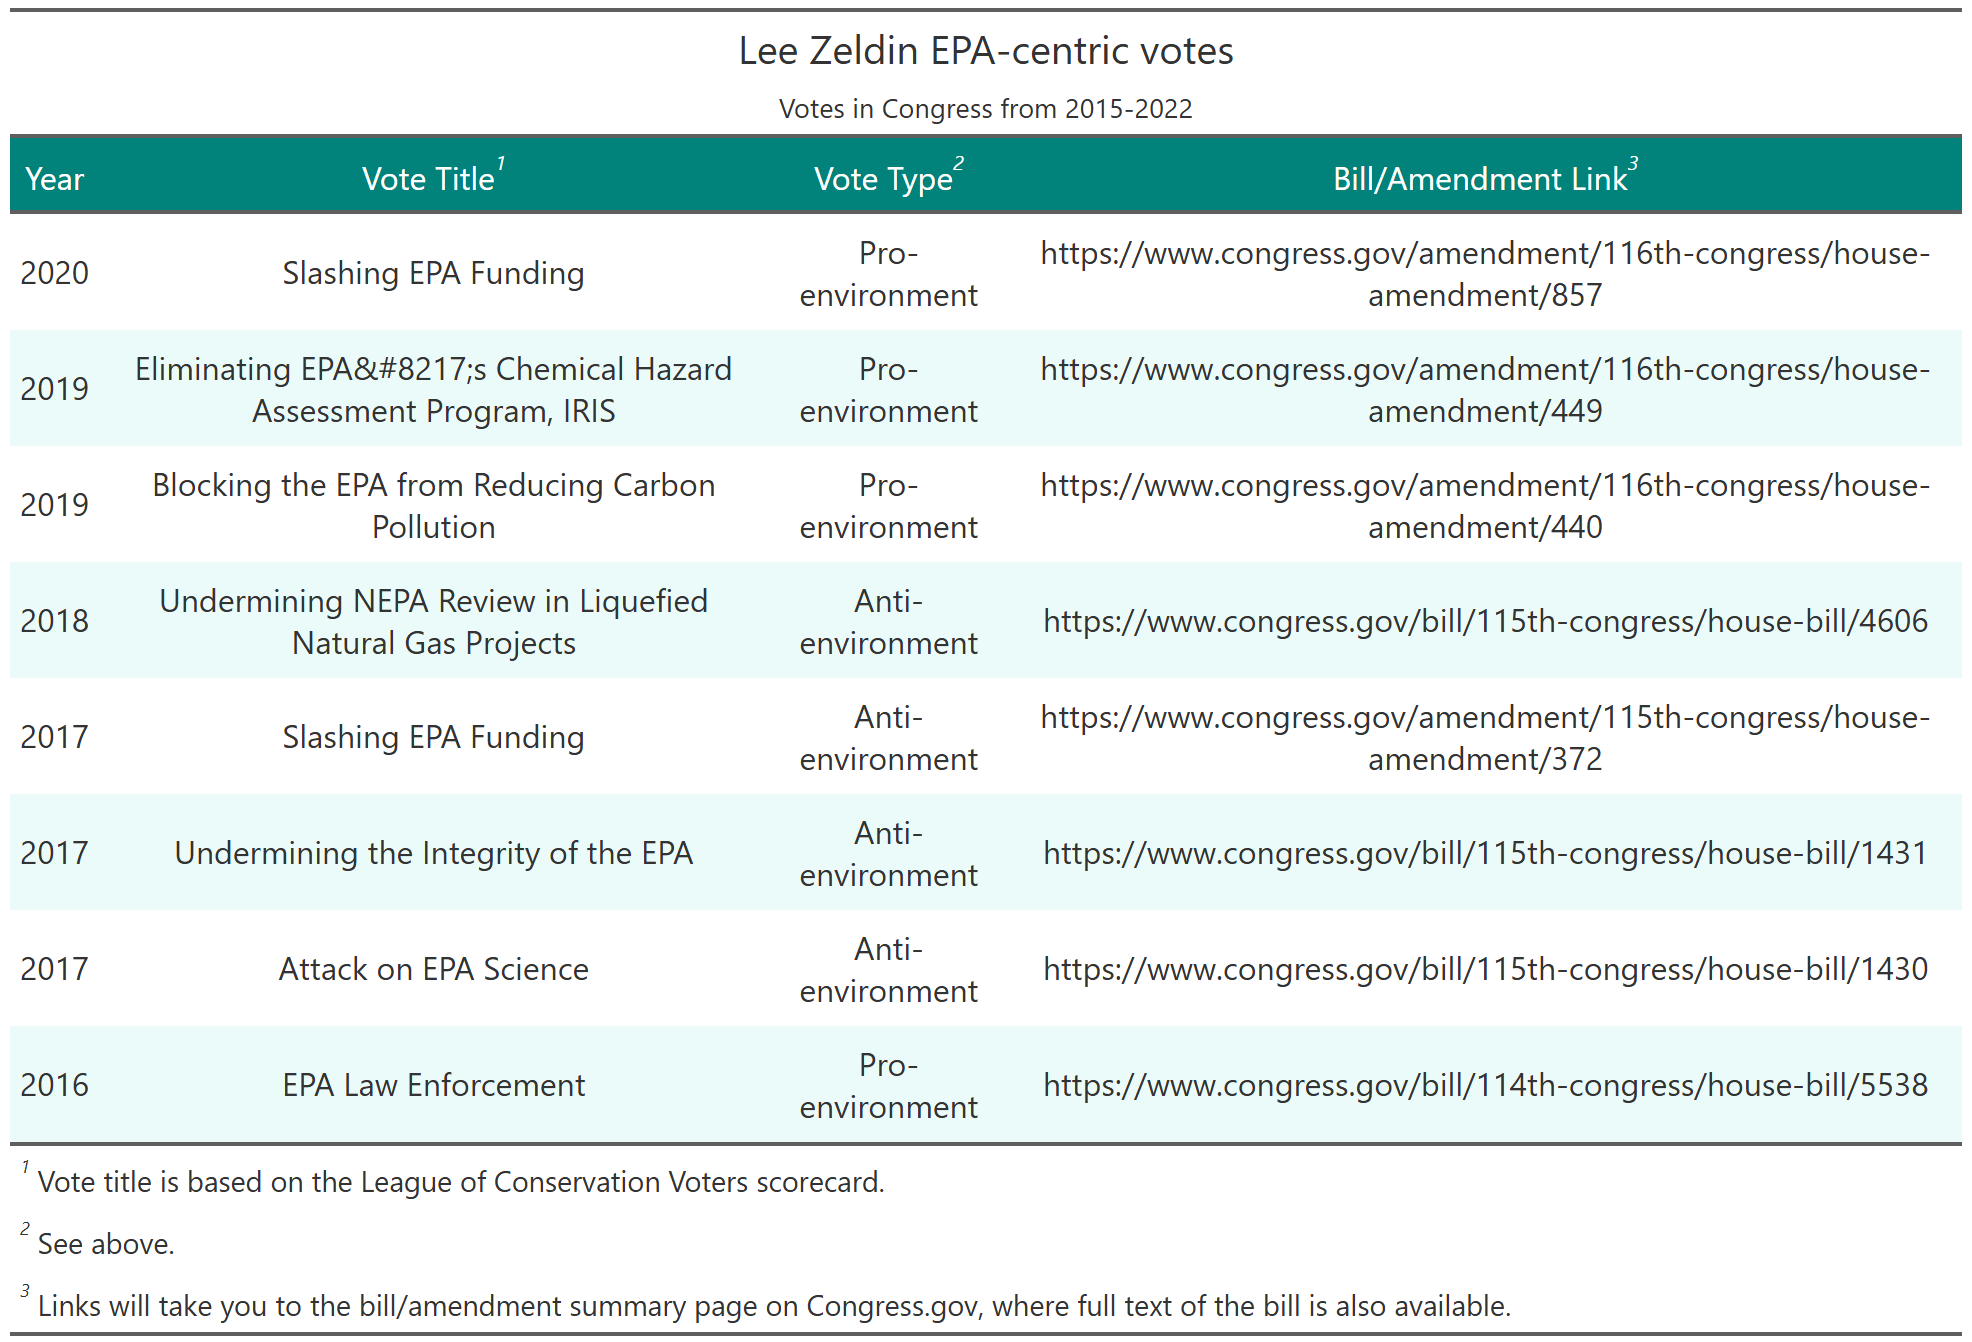 Lee Zeldin EPA-centric votes
Votes in Congress from 2015-2022
Year Vote Title1 Vote Type2 Bill/Amendment Link3
2020 Slashing EPA Funding Pro-environment https://www.congress.gov/amendment/116th-congress/house-amendment/857
2019 Eliminating EPA&#8217;s Chemical Hazard Assessment Program, IRIS Pro-environment https://www.congress.gov/amendment/116th-congress/house-amendment/449
2019 Blocking the EPA from Reducing Carbon Pollution Pro-environment https://www.congress.gov/amendment/116th-congress/house-amendment/440
2018 Undermining NEPA Review in Liquefied Natural Gas Projects Anti-environment https://www.congress.gov/bill/115th-congress/house-bill/4606
2017 Slashing EPA Funding Anti-environment https://www.congress.gov/amendment/115th-congress/house-amendment/372
2017 Undermining the Integrity of the EPA Anti-environment https://www.congress.gov/bill/115th-congress/house-bill/1431
2017 Attack on EPA Science Anti-environment https://www.congress.gov/bill/115th-congress/house-bill/1430
2016 EPA Law Enforcement Pro-environment https://www.congress.gov/bill/114th-congress/house-bill/5538
1 Vote title is based on the League of Conservation Voters scorecard.
2 See above.
3 Links will take you to the bill/amendment summary page on Congress.gov, where full text of the bill is also available.